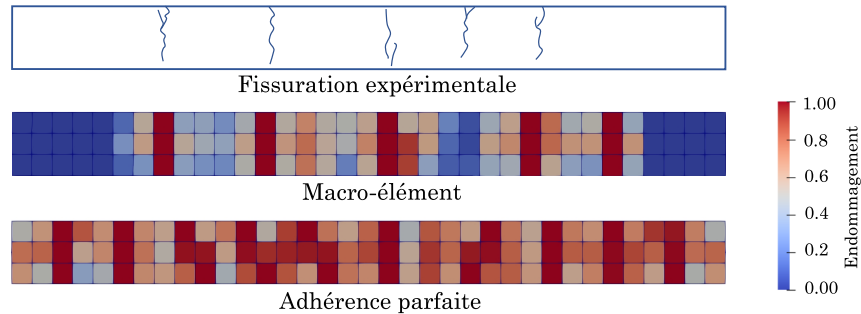 Fissuration expérimentale
Macro-élément
Adhérence parfaite
1.00
0.8
0.6
0.4
0.2
0.00
Endommagement